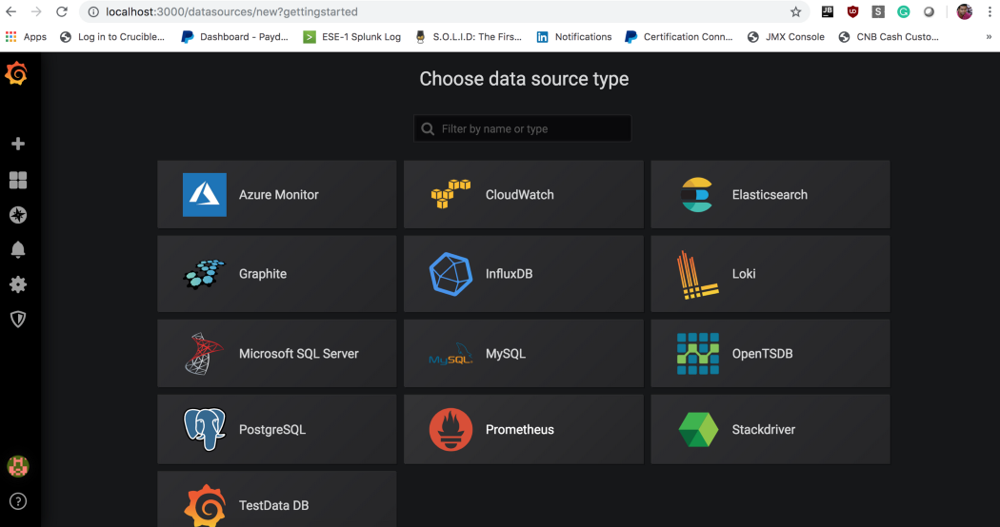 localhost:3000/datasources/new?gettingstarted
JB U S G
Apps Log in to Crucible... Dashboard - Payd... ESE-1 Splunk Log S.O.L.I.D: The Firs... Notifications Certification Conn... JMX Console CNB Cash Custo... »
Choose data source type
Filter by name or type
Azure Monitor CloudWatch Elasticsearch
Graphite InfluxDB Loki
Microsoft SQL Server MySQL MySQL OpenTSDB
PostgreSQL Prometheus Stackdriver
TestData DB